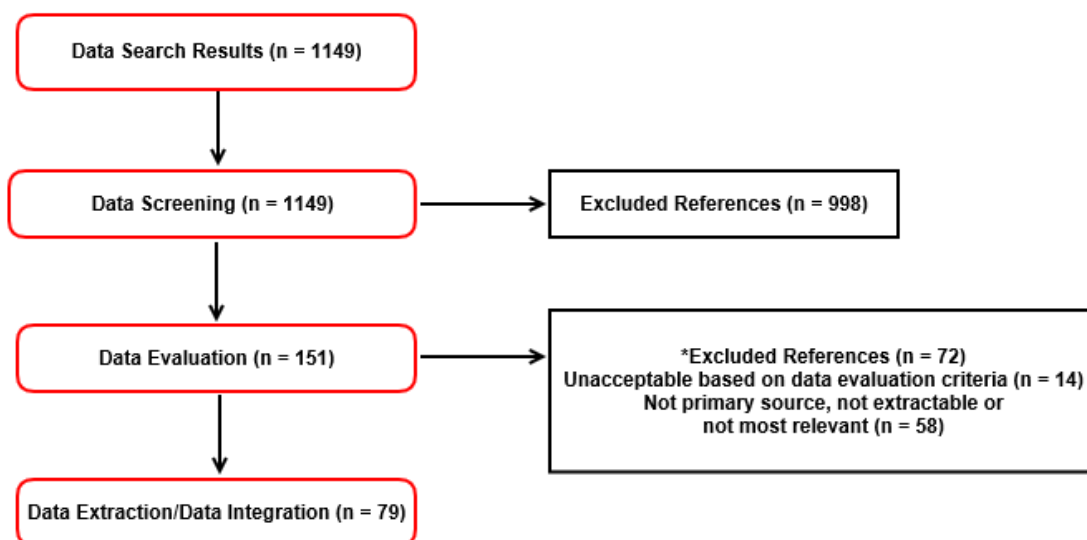 Data Search Results (n = 1149)
Data Screening (n = 1149)
Excluded References (n = 998)
Data Evaluation (n = 151)
*Excluded References (n = 72)
Unacceptable based on data evaluation criteria (n = 14)
Not primary source, not extractable or
not most relevant (n = 58)
Data Extraction/Data Integration (n = 79)